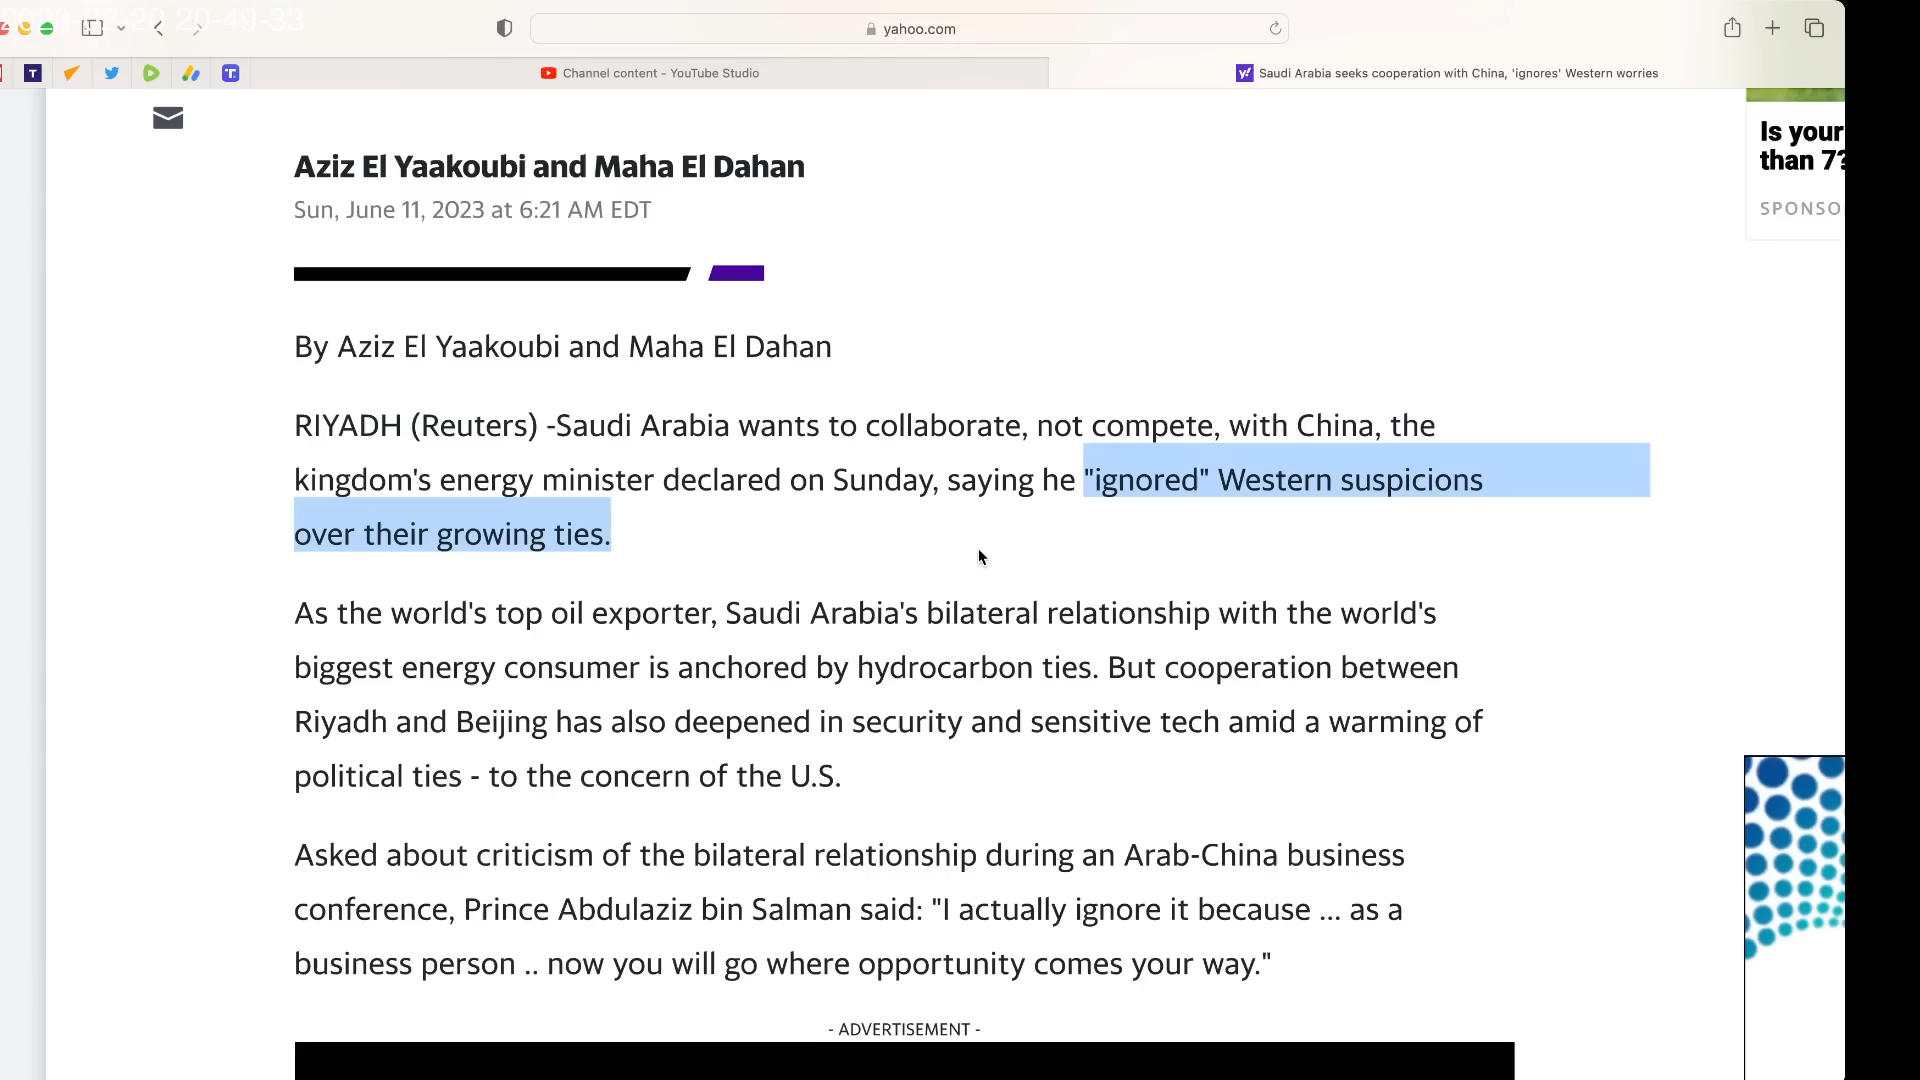 20-49-33
yahoo.com
Channel content - YouTube Studio
Saudi Arabia seeks cooperation with China, 'ignores' Western worries
Is your
than 7?
SPONSO
Aziz El Yaakoubi and Maha El Dahan
Sun, June 11, 2023 at 6:21 AM EDT
By Aziz El Yaakoubi and Maha El Dahan
RIYADH (Reuters) -Saudi Arabia wants to collaborate, not compete, with China, the
kingdom's energy minister declared on Sunday, saying he "ignored" Western suspicions
over their growing ties.
As the world's top oil exporter, Saudi Arabia's bilateral relationship with the world's
biggest energy consumer is anchored by hydrocarbon ties. But cooperation between
Riyadh and Beijing has also deepened in security and sensitive tech amid a warming of
political ties - to the concern of the U.S.
Asked about criticism of the bilateral relationship during an Arab-China business
conference, Prince Abdulaziz bin Salman said: "I actually ignore it because ... as a
business person .. now you will go where opportunity comes your way."
- ADVERTISEMENT -